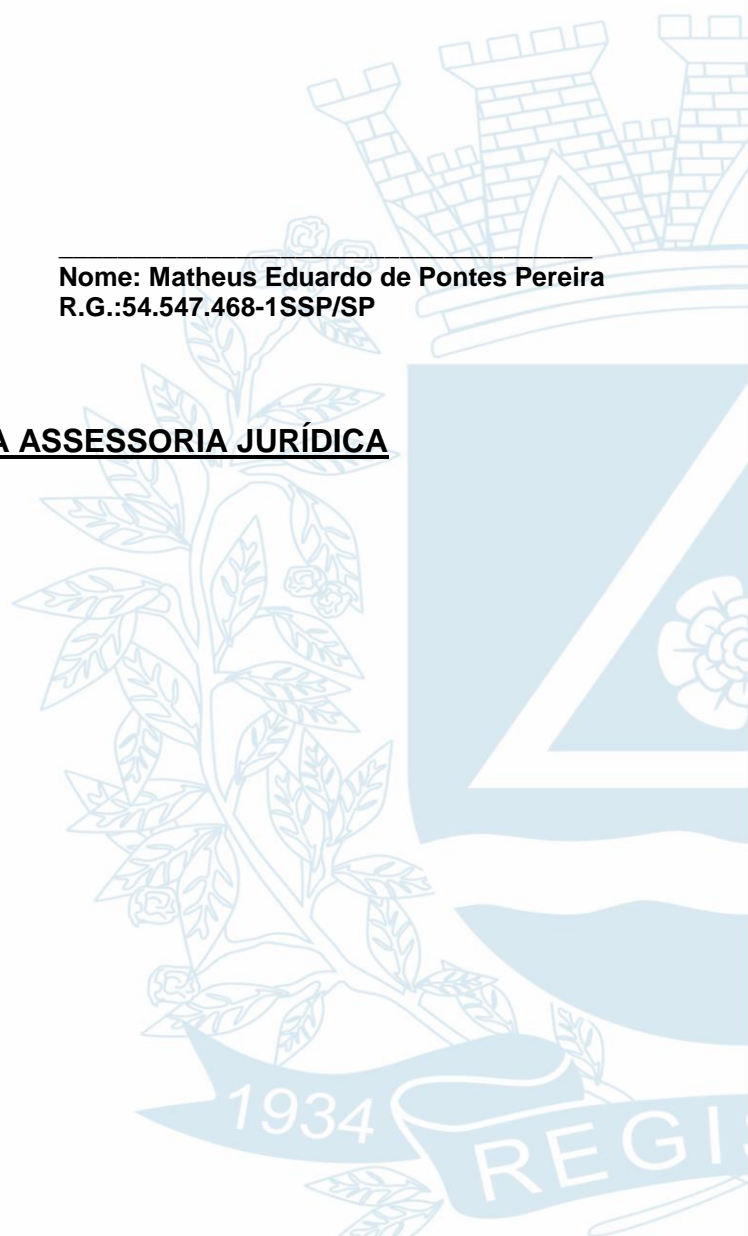 Nome: Matheus Eduardo de Pontes Pereira
R.G.:54.547.468-1SSP/SP
A ASSESSORIA JURÍDICA
1934
REGIS